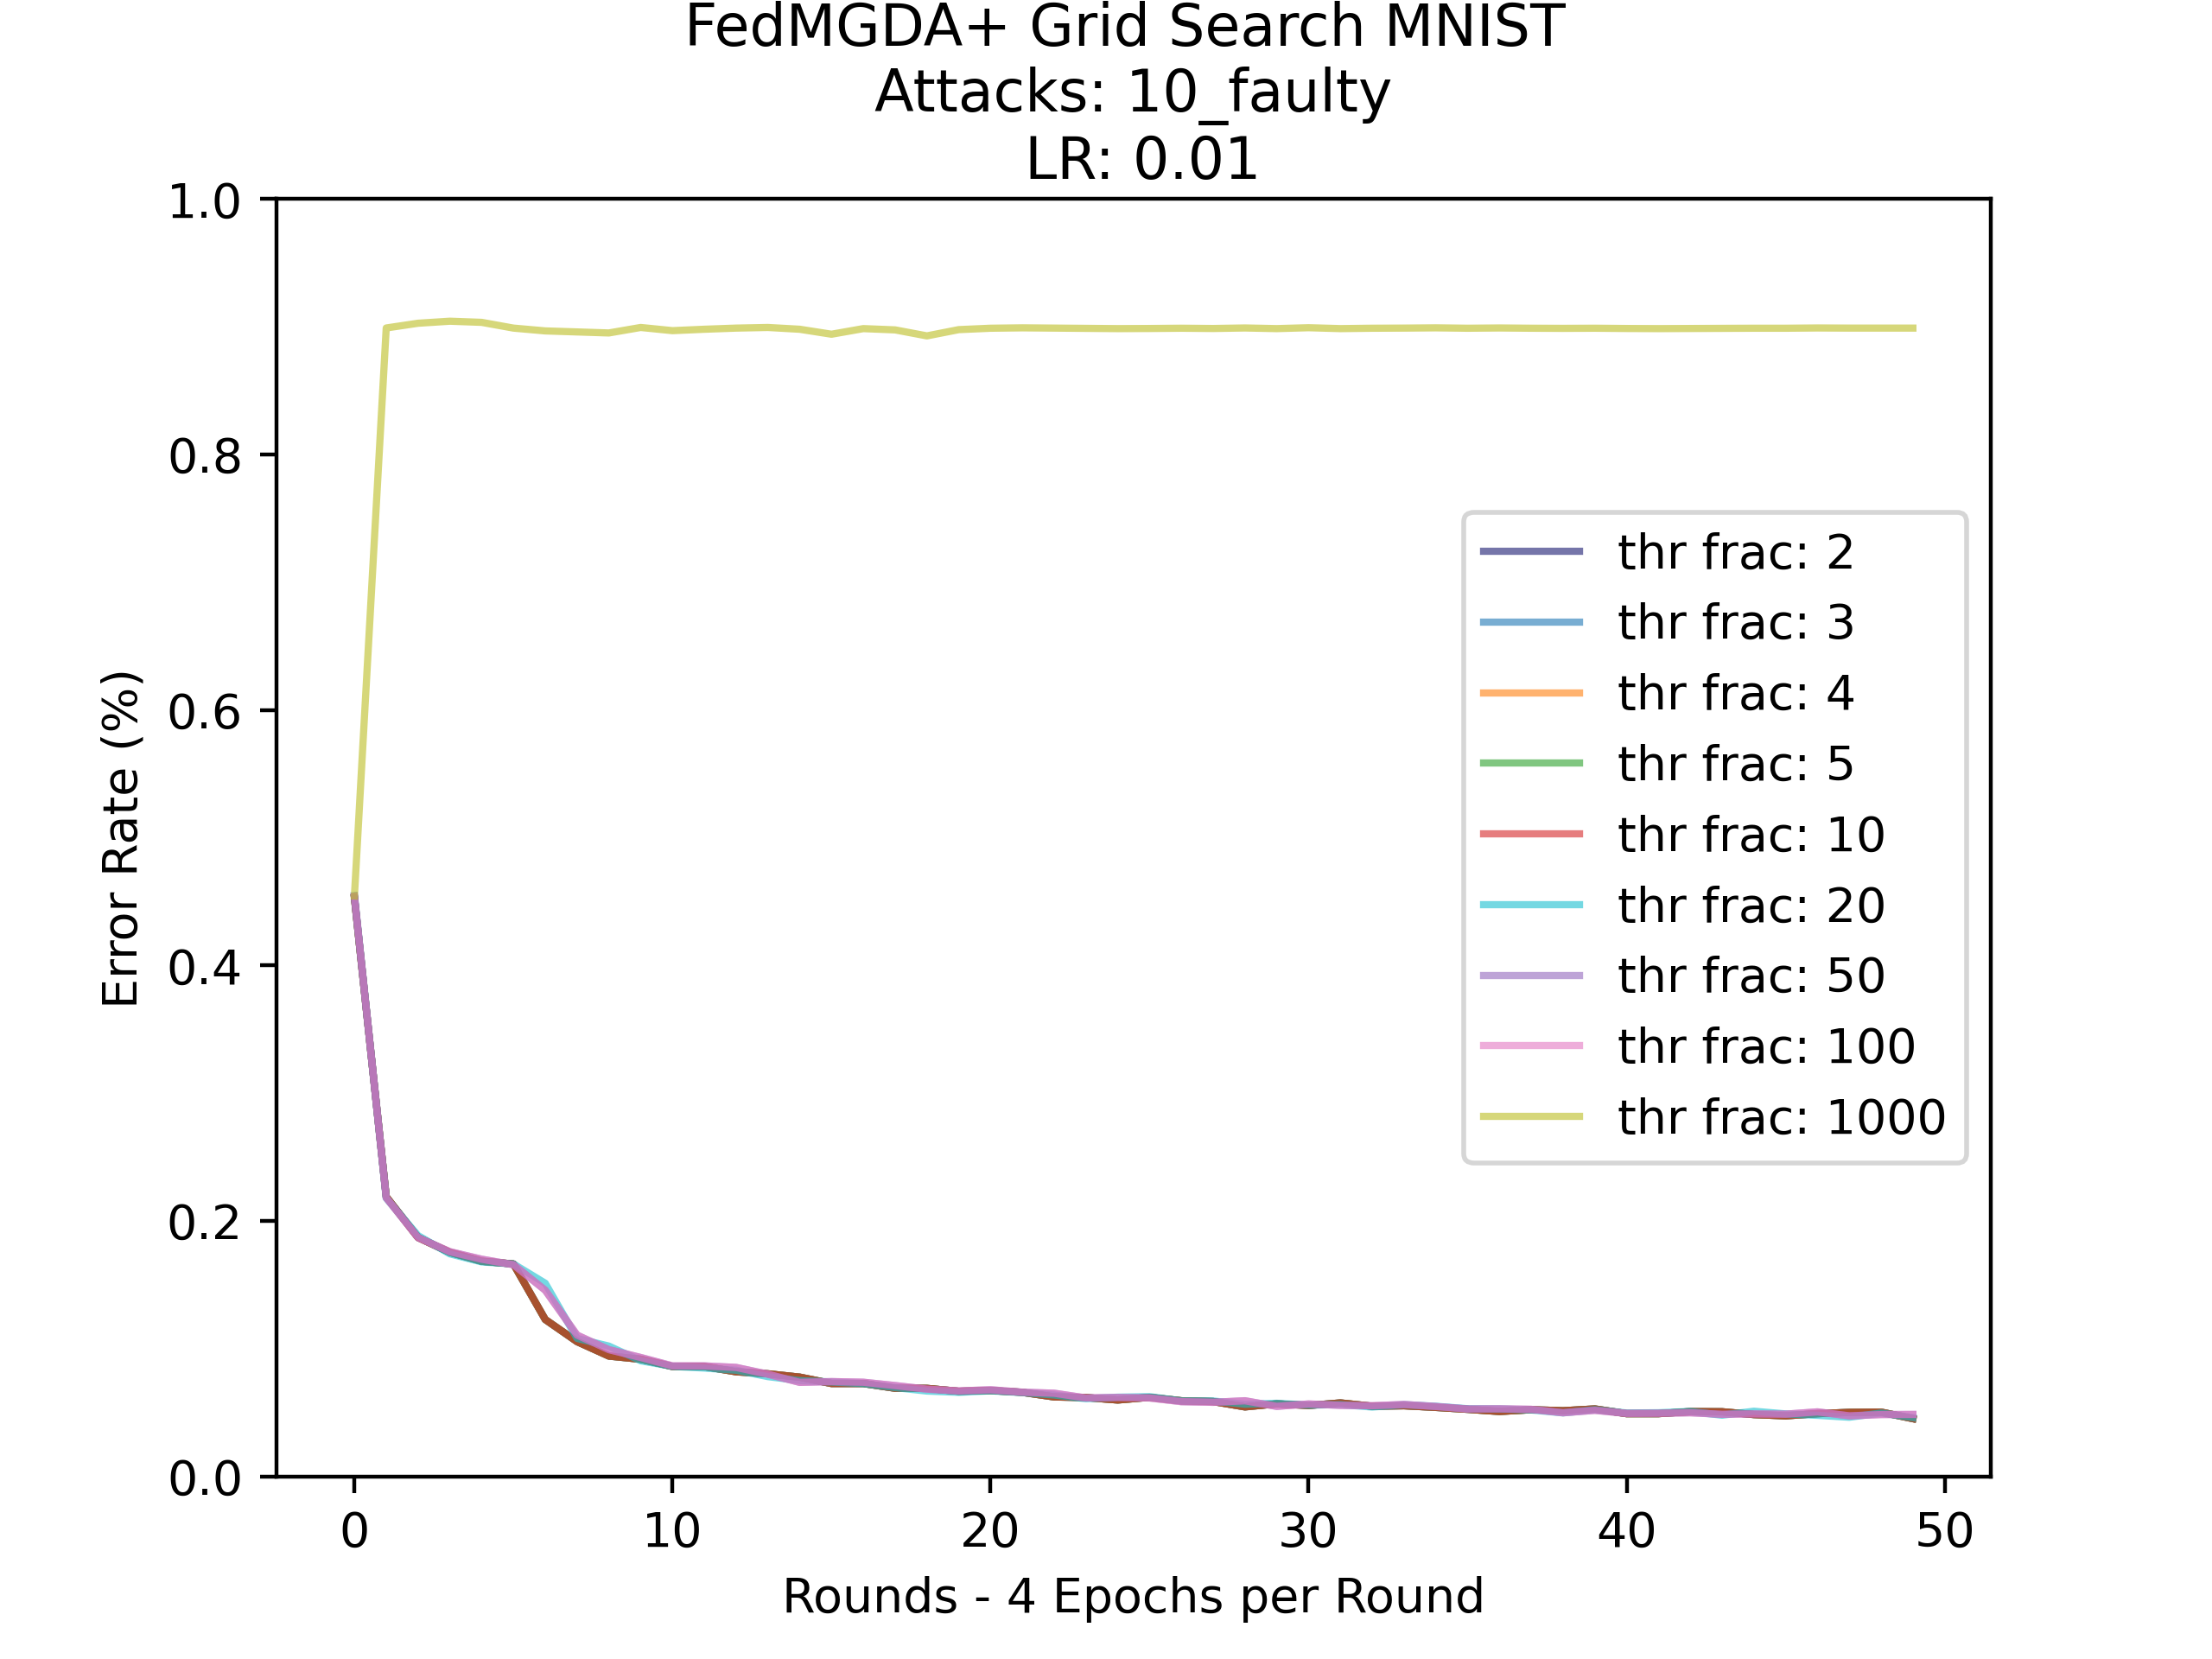 FedMGDA+ Grid Search MNIST
Attacks: 10_faulty
LR: 0.01
1.0
0.8
0.6
0.4
0.2
0.0
Error Rate (%)
thr frac: 2
thr frac: 3
thr frac: 4
thr frac: 5
thr frac: 10
thr frac: 20
thr frac: 50
thr frac: 100
thr frac: 1000
0 10 20 30 40 50
Rounds - 4 Epochs per Round